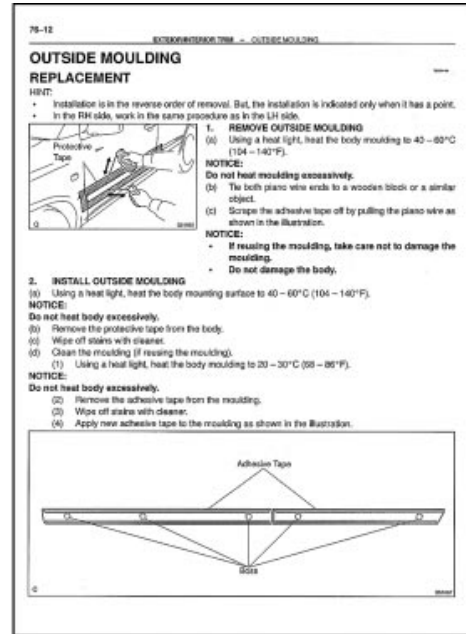 76–12
EXTERIOR/INTERIOR TRIM – OUTSIDE MOULDING
OUTSIDE MOULDING
REPLACEMENT
HINT:
• Installation is in the reverse order of removal. But, the installation is indicated only when it has a point.
• In the RH side, work in the same procedure as in the LH side.
Protective
Tape
1. REMOVE OUTSIDE MOULDING
(a) Using a heat light, heat the body moulding to 40 – 60°C
(104 – 140°F).
NOTICE:
Do not heat moulding excessively.
(b) Tie both piano wire ends to a wooden block or a similar
object.
(c) Scrape the adhesive tape off by pulling the piano wire as
shown in the illustration.
NOTICE:
• If reusing the moulding, take care not to damage the
moulding.
• Do not damage the body.
2. INSTALL OUTSIDE MOULDING
(a) Using a heat light, heat the body mounting surface to 40 – 60°C (104 – 140°F).
NOTICE:
Do not heat body excessively.
(b) Remove the protective tape from the body.
(c) Wipe off stains with cleaner.
(d) Clean the moulding (if reusing the moulding).
(1) Using a heat light, heat the body moulding to 20 – 30°C (68 – 86°F).
NOTICE:
Do not heat body excessively.
(2) Remove the adhesive tape from the moulding.
(3) Wipe off stains with cleaner.
(4) Apply new adhesive tape to the moulding as shown in the illustration.
Adhesive Tape
Boss